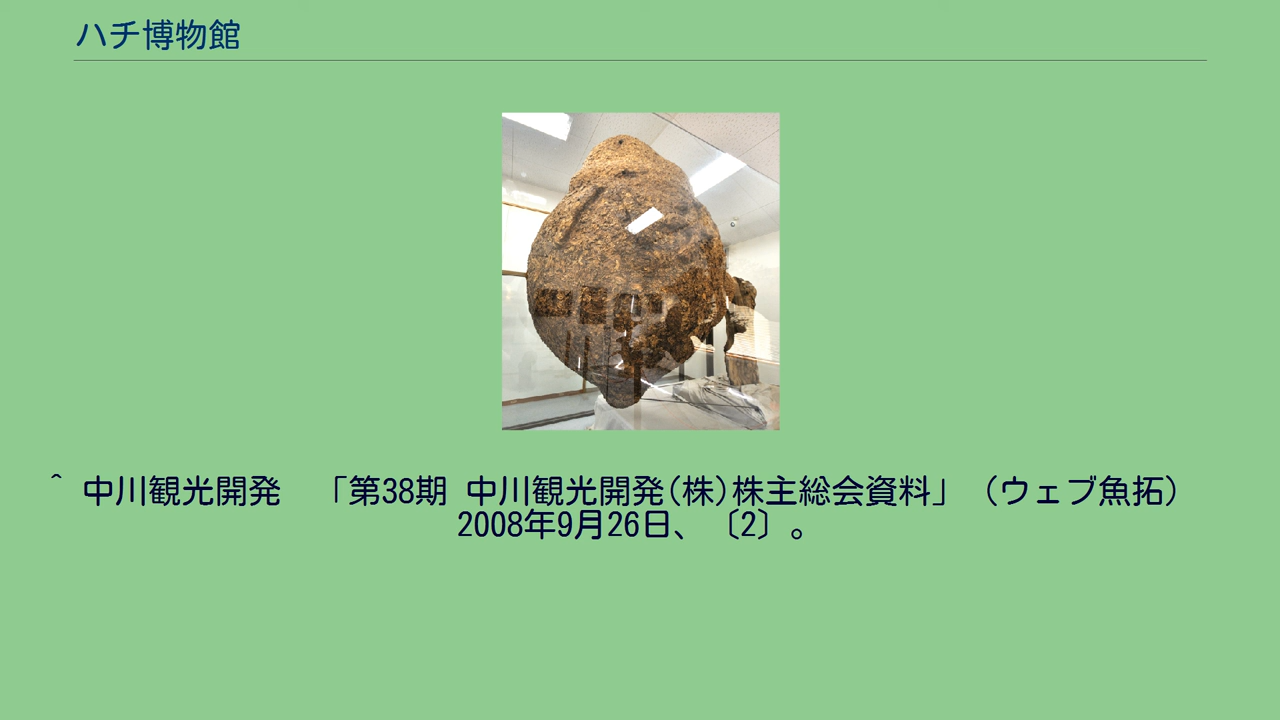 ハチ博物館
^ 中川観光開発　「第38期 中川観光開発(株)株主総会資料」（ウェブ魚拓）
2008年9月26日、〔2〕。